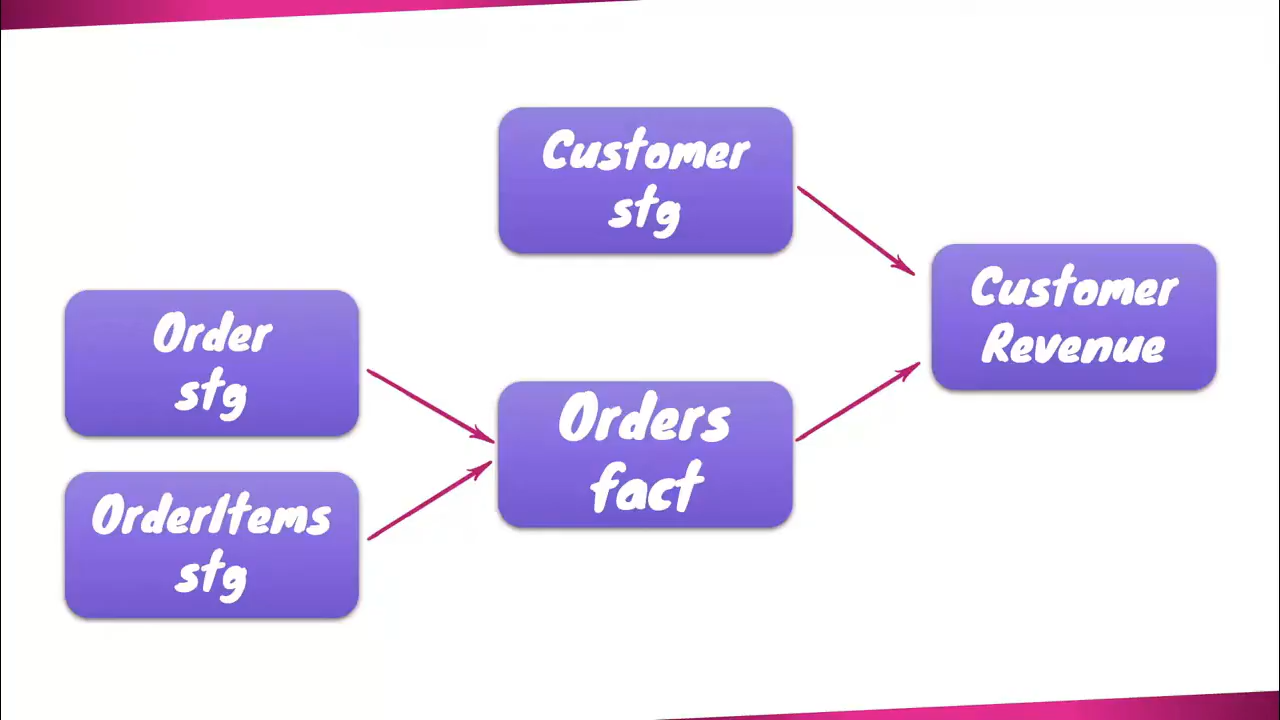 Customer
stg
Customer
Revenue
Order
stg
Orders
fact
OrderItems
stg